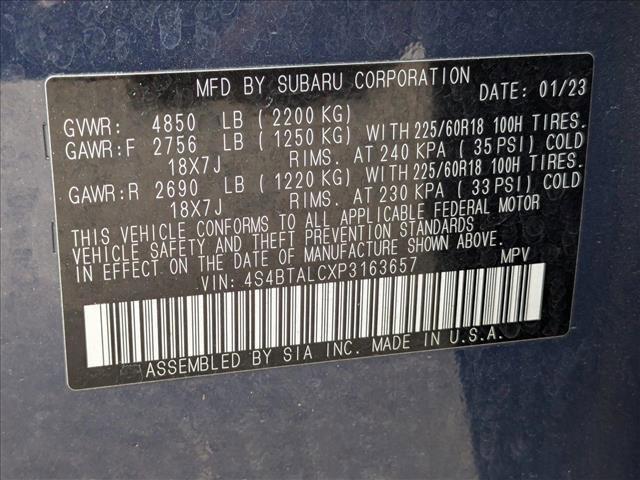 MFD BY SUBARU CORPORATION DATE: 01/23
GVWR: 4850 LB (2200 KG)
GAWR:F 2756 LB (1250 KG) WITH 225/60R18 100H TIRES.
18X7J RIMS. AT 240 KPA (35 PSI) COLD
GAWR:R 2690 LB (1220 KG) WITH 225/60R18 100H TIRES.
18X7J RIMS. AT 230 KPA (33 PSI) COLD
THIS VEHICLE CONFORMS TO ALL APPLICABLE FEDERAL MOTOR
VEHICLE SAFETY AND THEFT PREVENTION STANDARDS
IN EFFECT ON THE DATE OF MANUFACTURE SHOWN ABOVE.
VIN: 4S4BTALCXP3163657 MPV
ASSEMBLED BY SIA INC. MADE IN U.S.A.